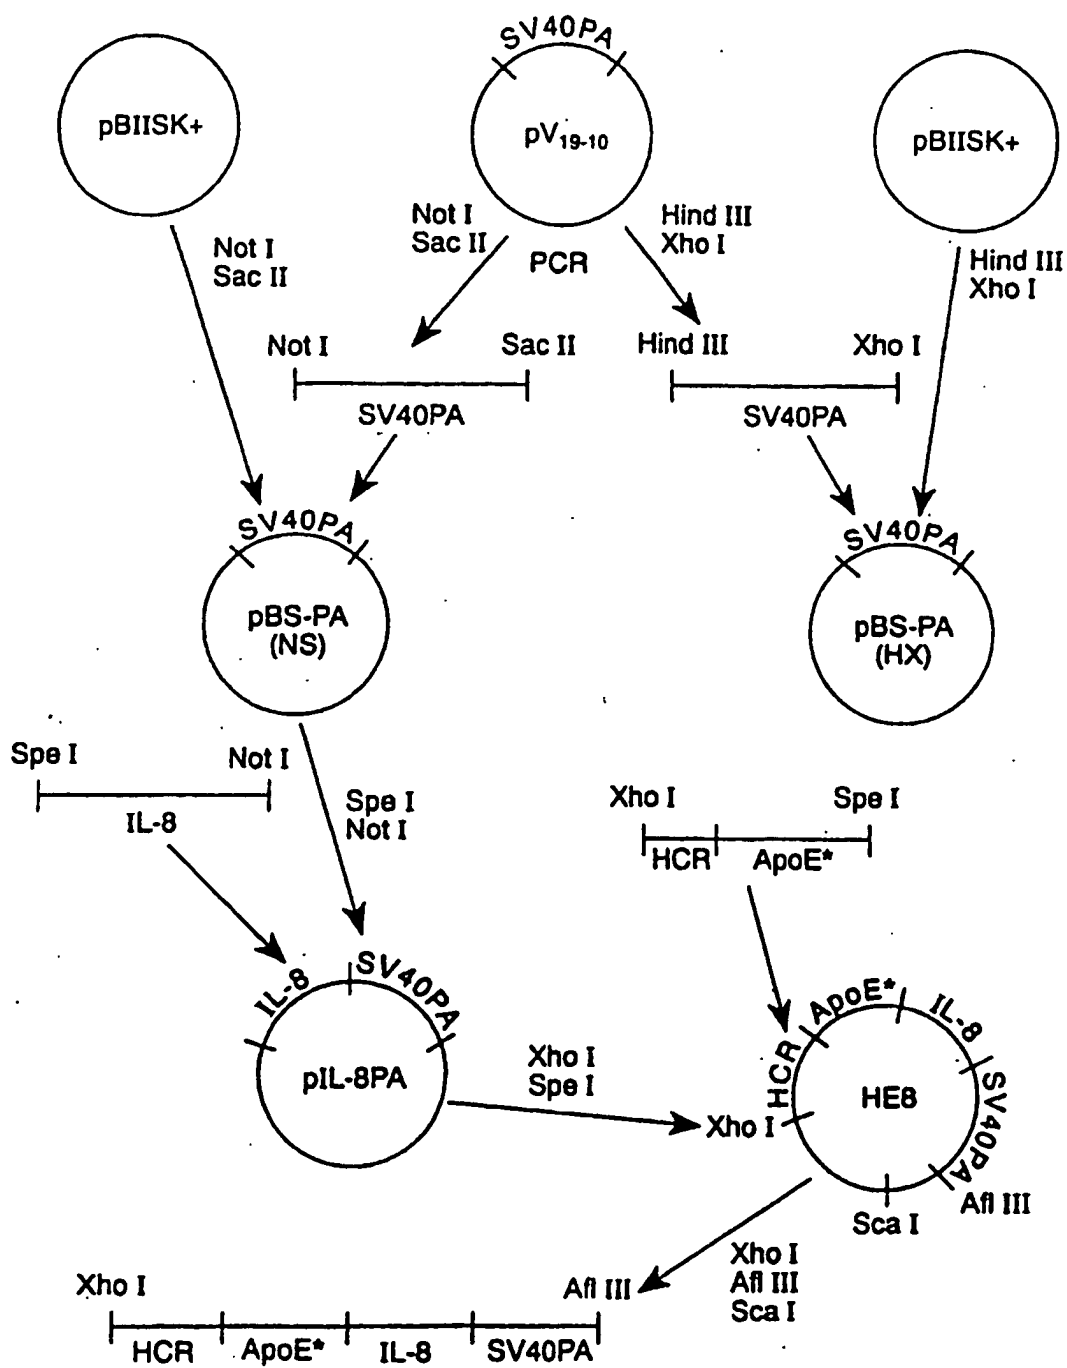 SV40PA
pBIISK+
pV19-10
pBIISK+
Not I
Sac II
Hind III
Xho I
PCR
Not I
Sac II
Hind III
Xho I
Not I
Sac II
Hind III
Xho I
SV40PA
SV40PA
SV40PA
SV40PA
pBS-PA
(NS)
pBS-PA
(HX)
Spe I
Not I
IL-8
Spe I
Not I
Xho I
Spe I
HCR
ApoE*
IL-8
SV40PA
pIL-8PA
Xho I
Spe I
HCR
ApoE*
IL-8
SV40PA
HE8
Xho I
Afl III
Sca I
Xho I
Afl III
Sca I
Xho I
Afl III
HCR
ApoE*
IL-8
SV40PA